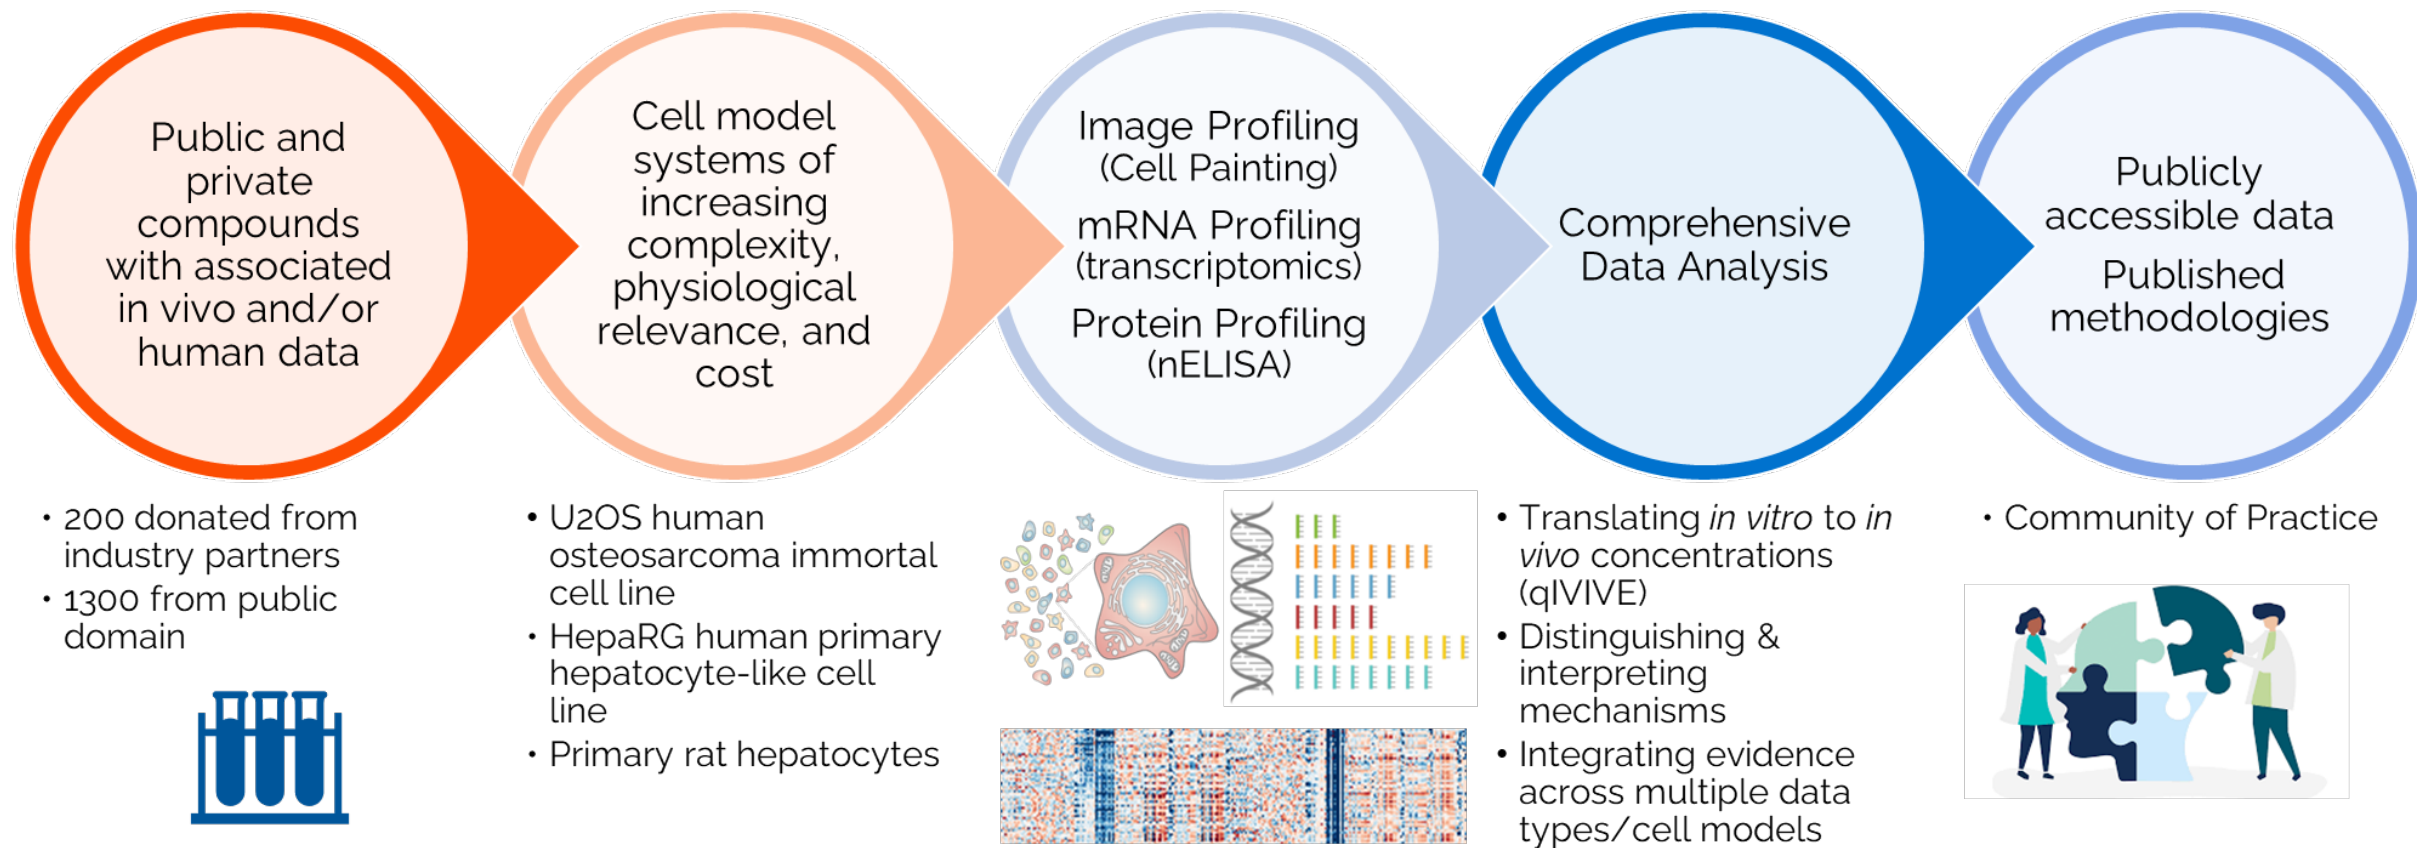 Public and
private
compounds
with associated
in vivo and/or
human data
Cell model
systems of
increasing
complexity,
physiological
relevance, and
cost
Image Profiling
(Cell Painting)
mRNA Profiling
(transcriptomics)
Protein Profiling
(nELISA)
Comprehensive
Data Analysis
Publicly
accessible data
Published
methodologies
• 200 donated from
industry partners
• 1300 from public
domain
• U2OS human
osteosarcoma immortal
cell line
• HepaRG human primary
hepatocyte-like cell
line
• Primary rat hepatocytes
• Translating in vitro to in
vivo concentrations
(qIVIVE)
• Distinguishing &
interpreting
mechanisms
• Integrating evidence
across multiple data
types/cell models
• Community of Practice